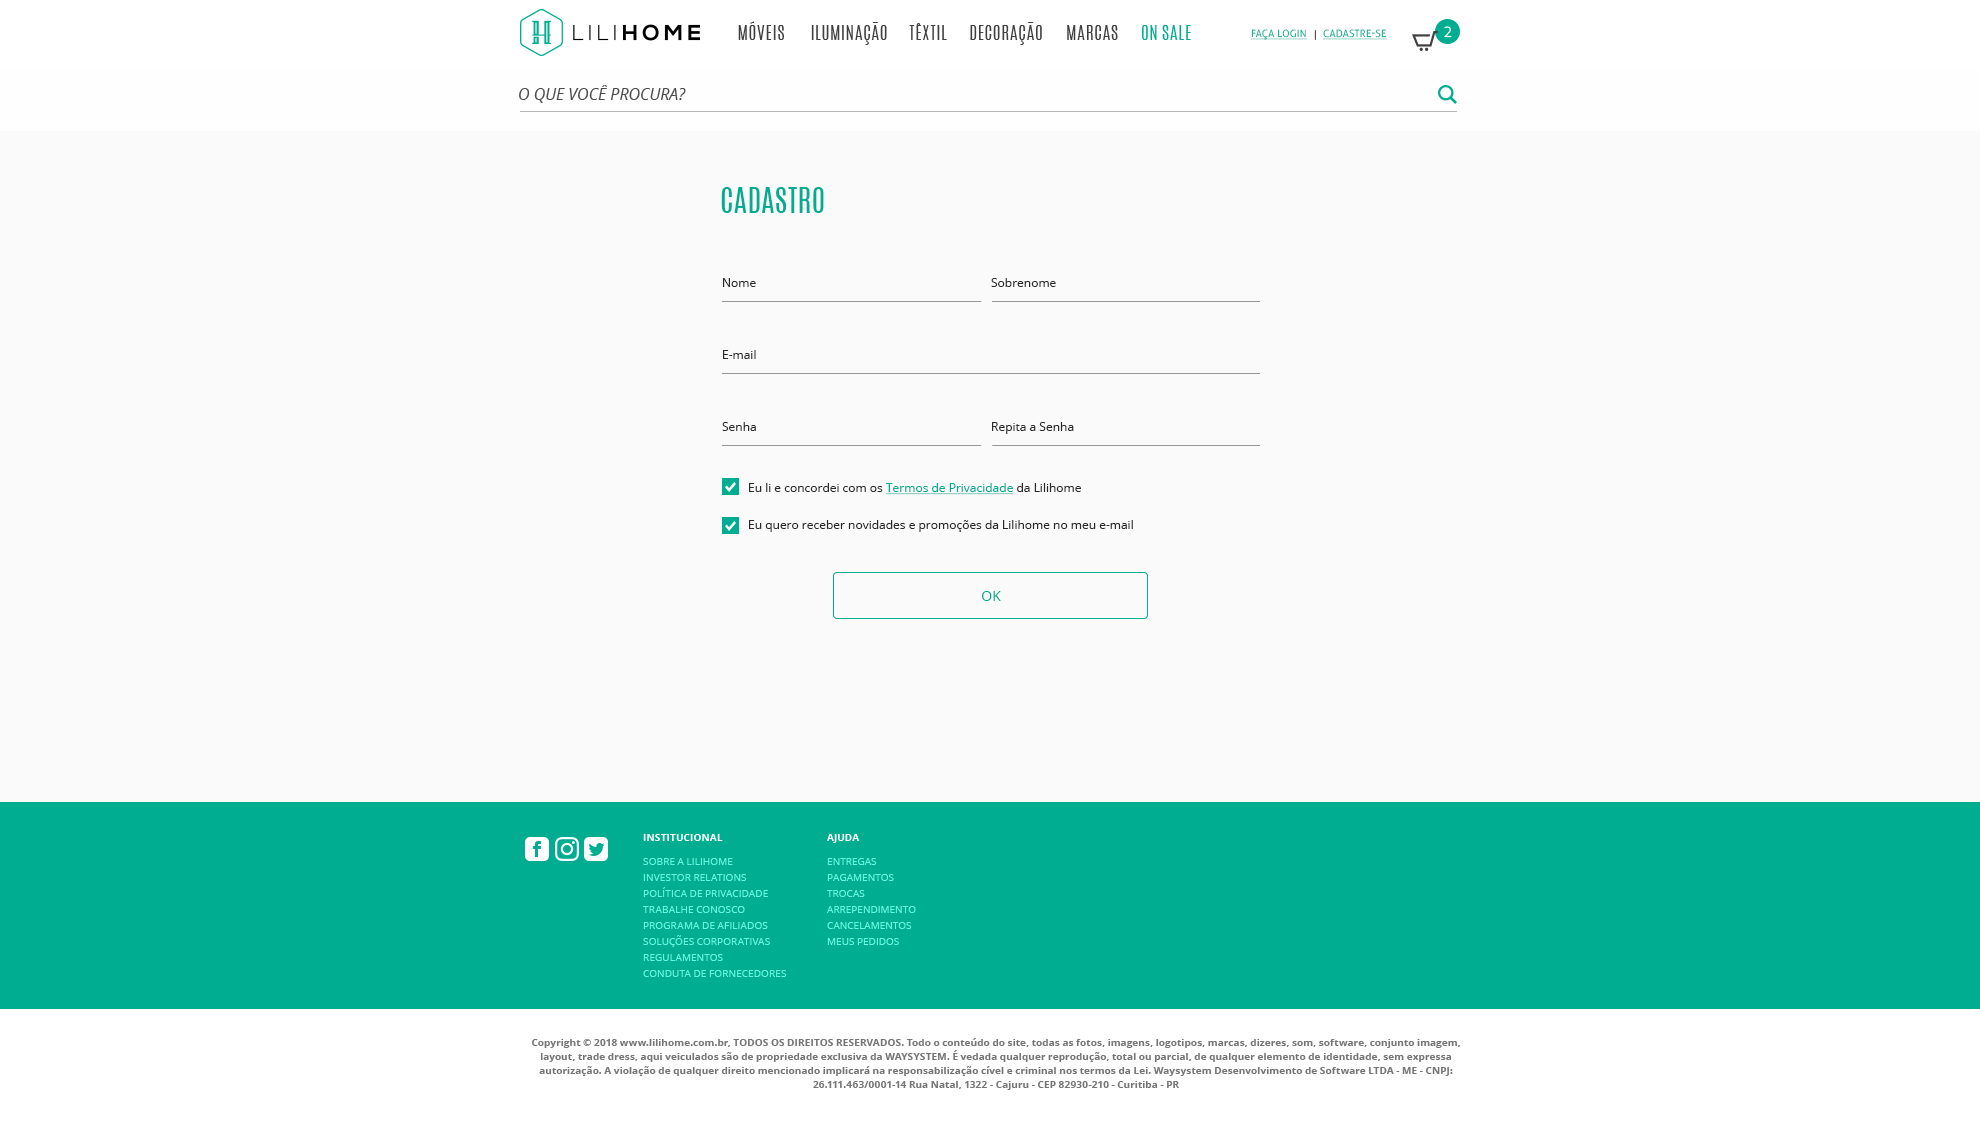 LILIHOME MÓVEIS ILUMINAÇÃO TÊXTIL DECORAÇÃO MARCAS ON SALE FAÇA LOGIN | CADASTRE-SE 2
O QUE VOCÊ PROCURA?
CADASTRO
Nome Sobrenome
E-mail
Senha Repita a Senha
Eu li e concordei com os Termos de Privacidade da Lilihome
Eu quero receber novidades e promoções da Lilihome no meu e-mail
OK
INSTITUCIONAL
SOBRE A LILIHOME
INVESTOR RELATIONS
POLÍTICA DE PRIVACIDADE
TRABALHE CONOSCO
PROGRAMA DE AFILIADOS
SOLUÇÕES CORPORATIVAS
REGULAMENTOS
CONDUTA DE FORNECEDORES
AJUDA
ENTREGAS
PAGAMENTOS
TROCAS
ARREPENDIMENTO
CANCELAMENTOS
MEUS PEDIDOS
Copyright © 2018 www.lilihome.com.br, TODOS OS DIREITOS RESERVADOS. Todo o conteúdo do site, todas as fotos, imagens, logotipos, marcas, dizeres, som, software, conjunto imagem,
layout, trade dress, aqui veiculados são de propriedade exclusiva da WAYSYSTEM. É vedada qualquer reprodução, total ou parcial, de qualquer elemento de identidade, sem expressa
autorização. A violação de qualquer direito mencionado implicará na responsabilização cível e criminal nos termos da Lei. Waysystem Desenvolvimento de Software LTDA - ME - CNPJ:
26.111.463/0001-14 Rua Natal, 1322 - Cajuru - CEP 82930-210 - Curitiba - PR